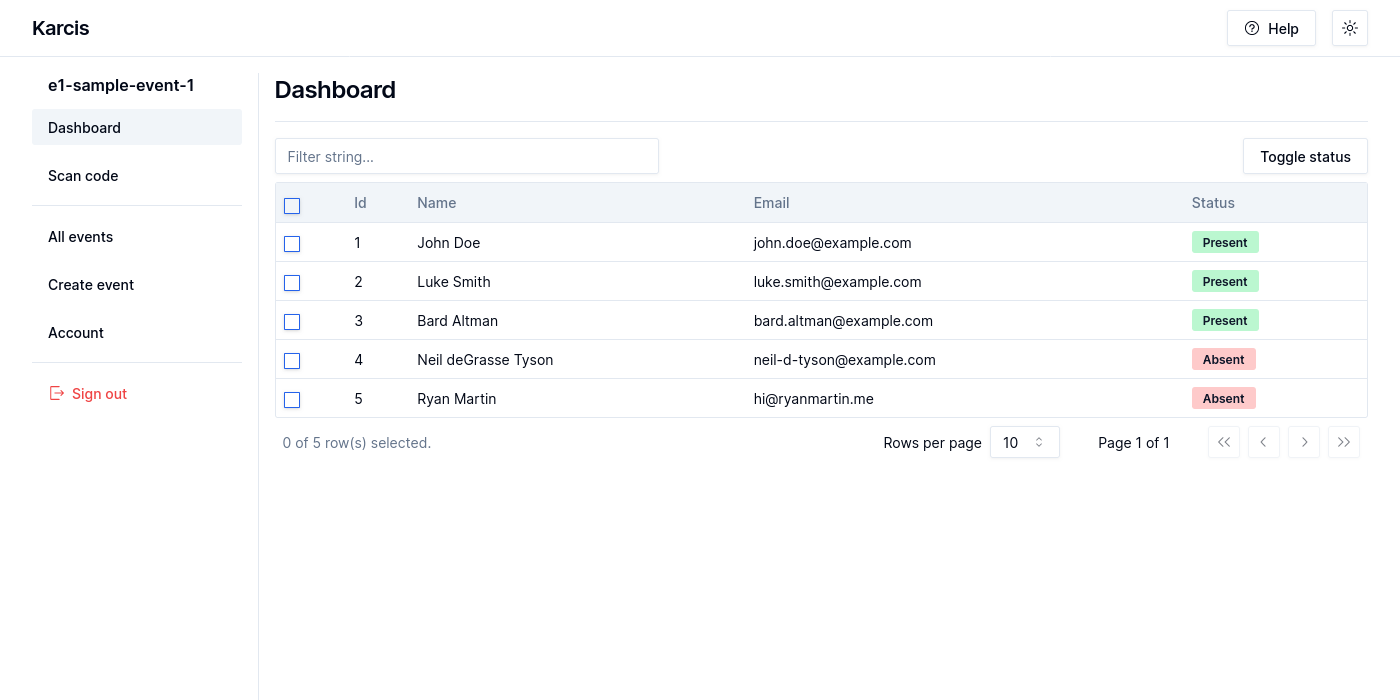 Karcis
Help
e1-sample-event-1
Dashboard
Scan code
All events
Create event
Account
Sign out
Dashboard
Filter string...
Toggle status
Id Name Email Status
1 John Doe john.doe@example.com Present
2 Luke Smith luke.smith@example.com Present
3 Bard Altman bard.altman@example.com Present
4 Neil deGrasse Tyson neil-d-tyson@example.com Absent
5 Ryan Martin hi@ryanmartin.me Absent
0 of 5 row(s) selected. Rows per page 10 Page 1 of 1